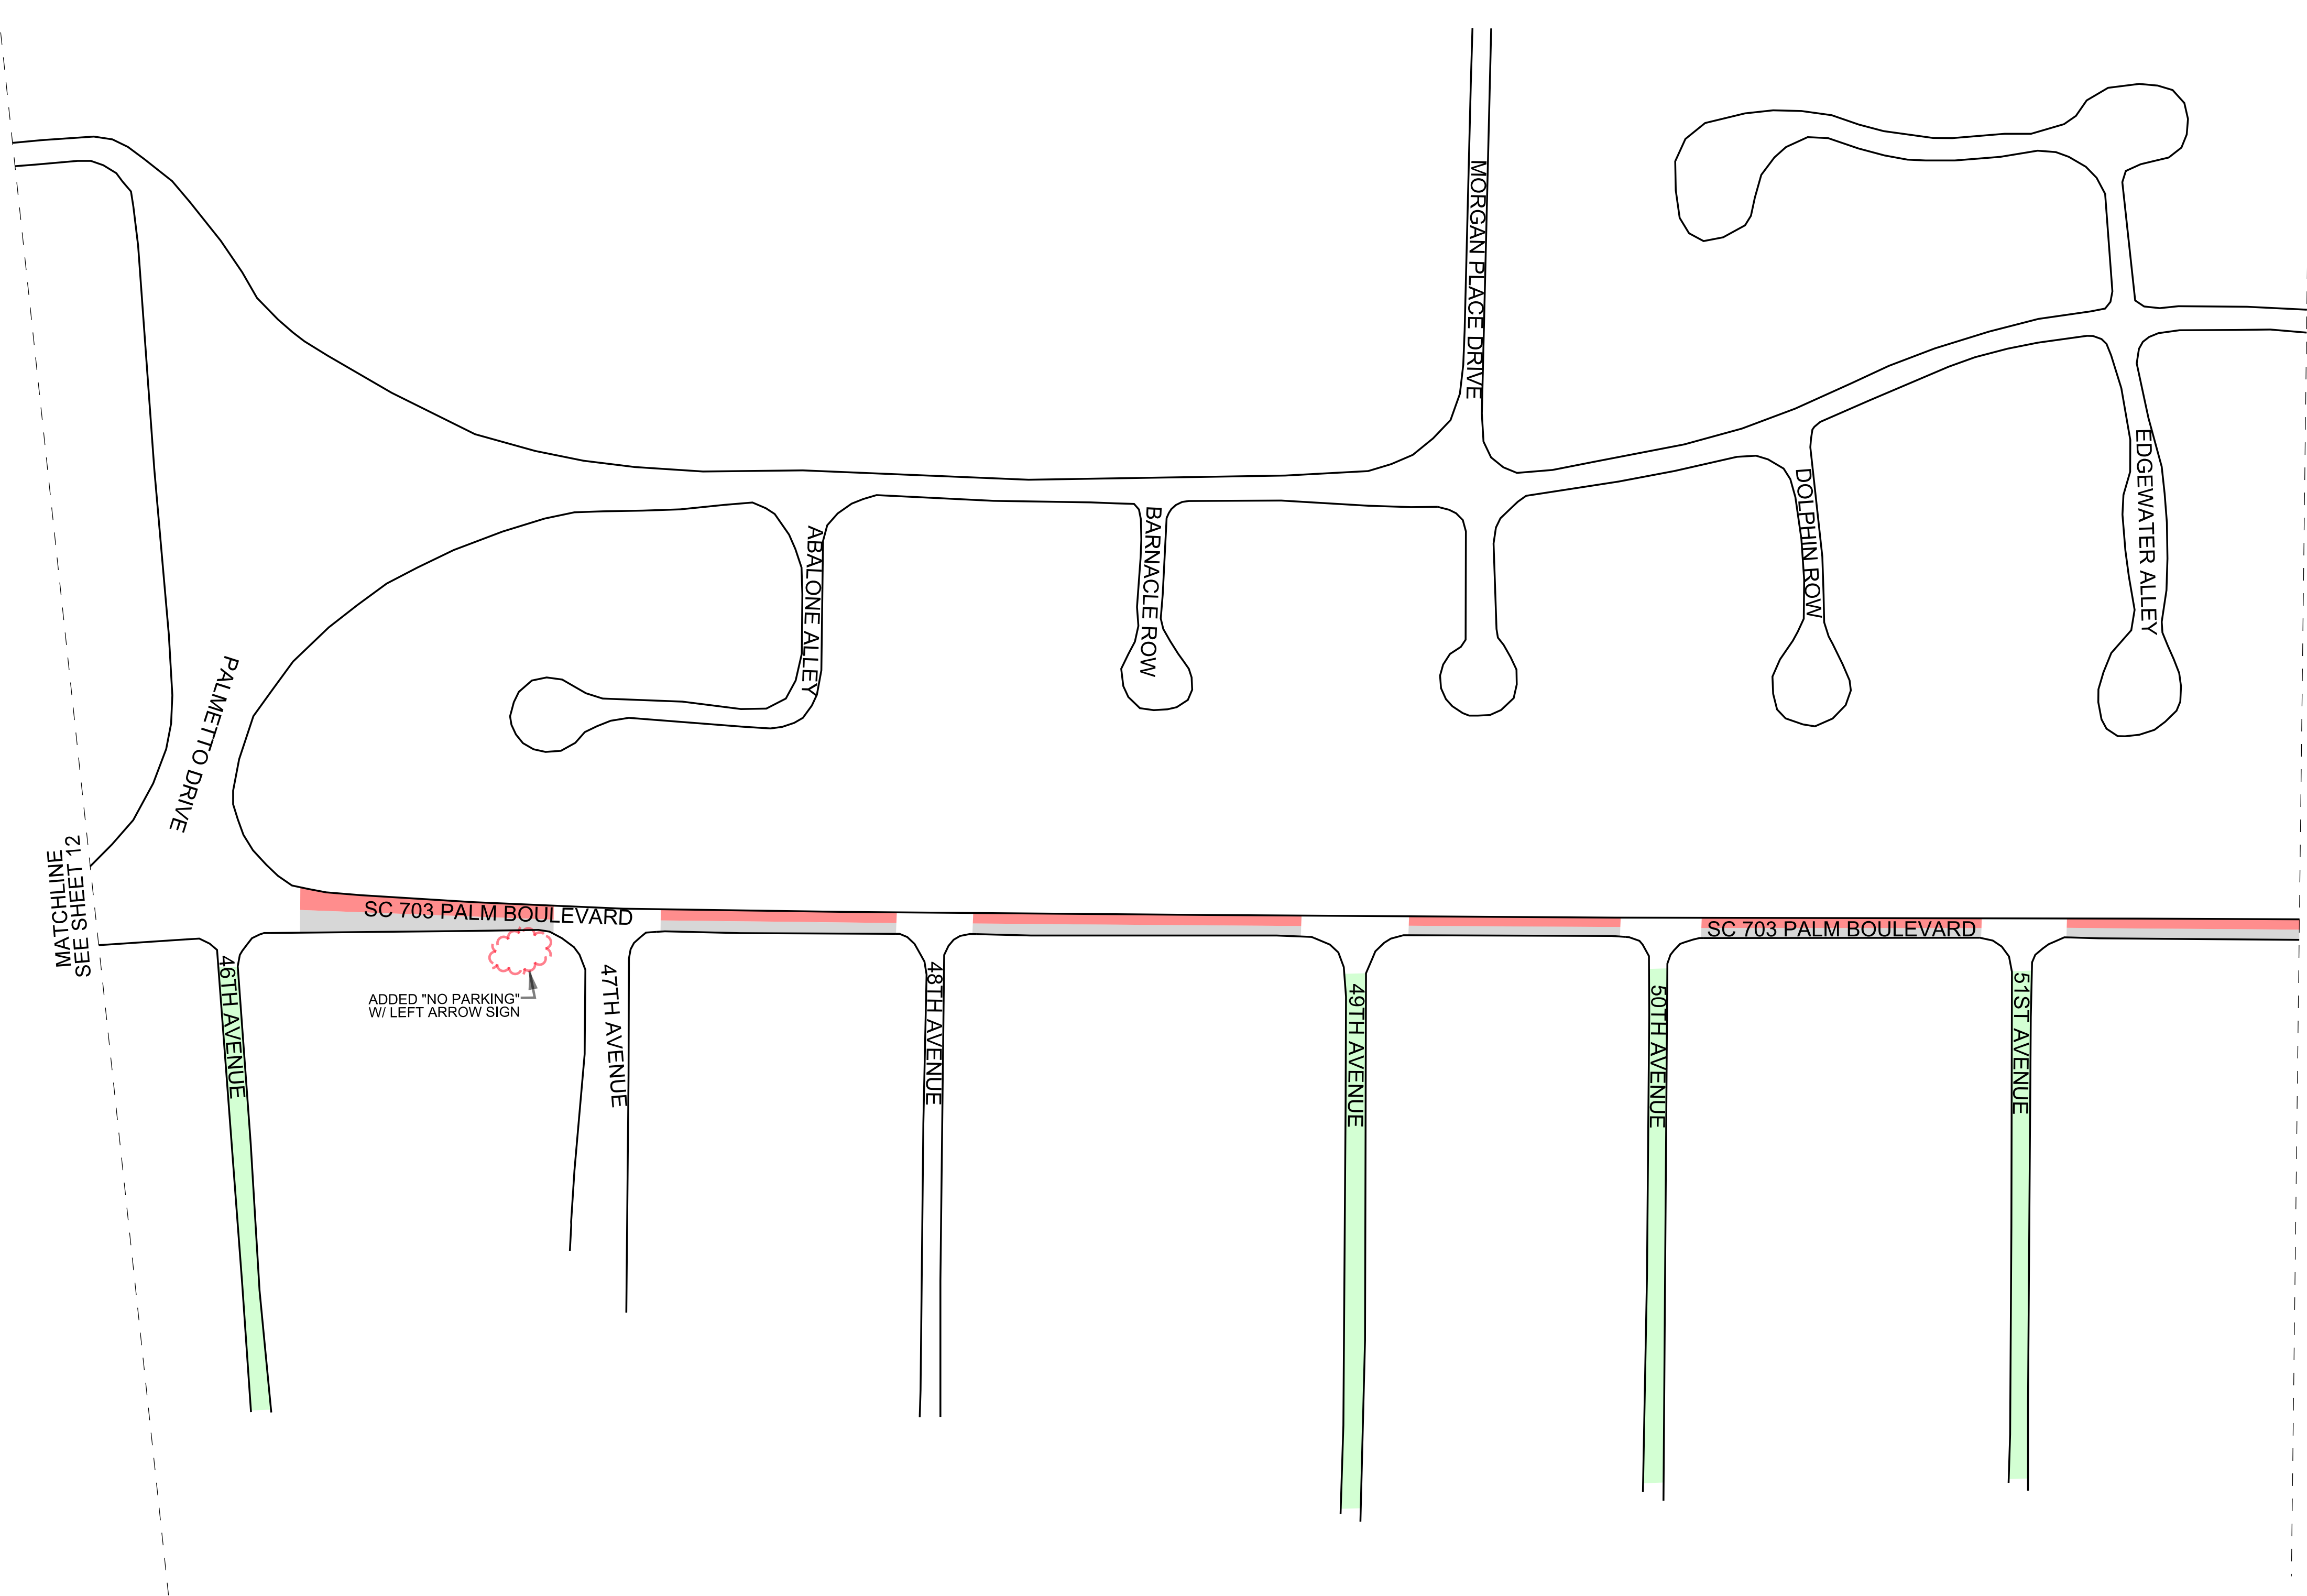 MORGAN PLACE DRIVE
EDGEWATER ALLEY
DOLPHIN ROW
BARNACLE ROW
ABALONE ALLEY
PALMETTO DRIVE
MATCHLINE
SEE SHEET 12
SC 703 PALM BOULEVARD
SC 703 PALM BOULEVARD
46TH AVENUE
ADDED "NO PARKING"
W/ LEFT ARROW SIGN
47TH AVENUE
48TH AVENUE
49TH AVENUE
50TH AVENUE
51ST AVENUE